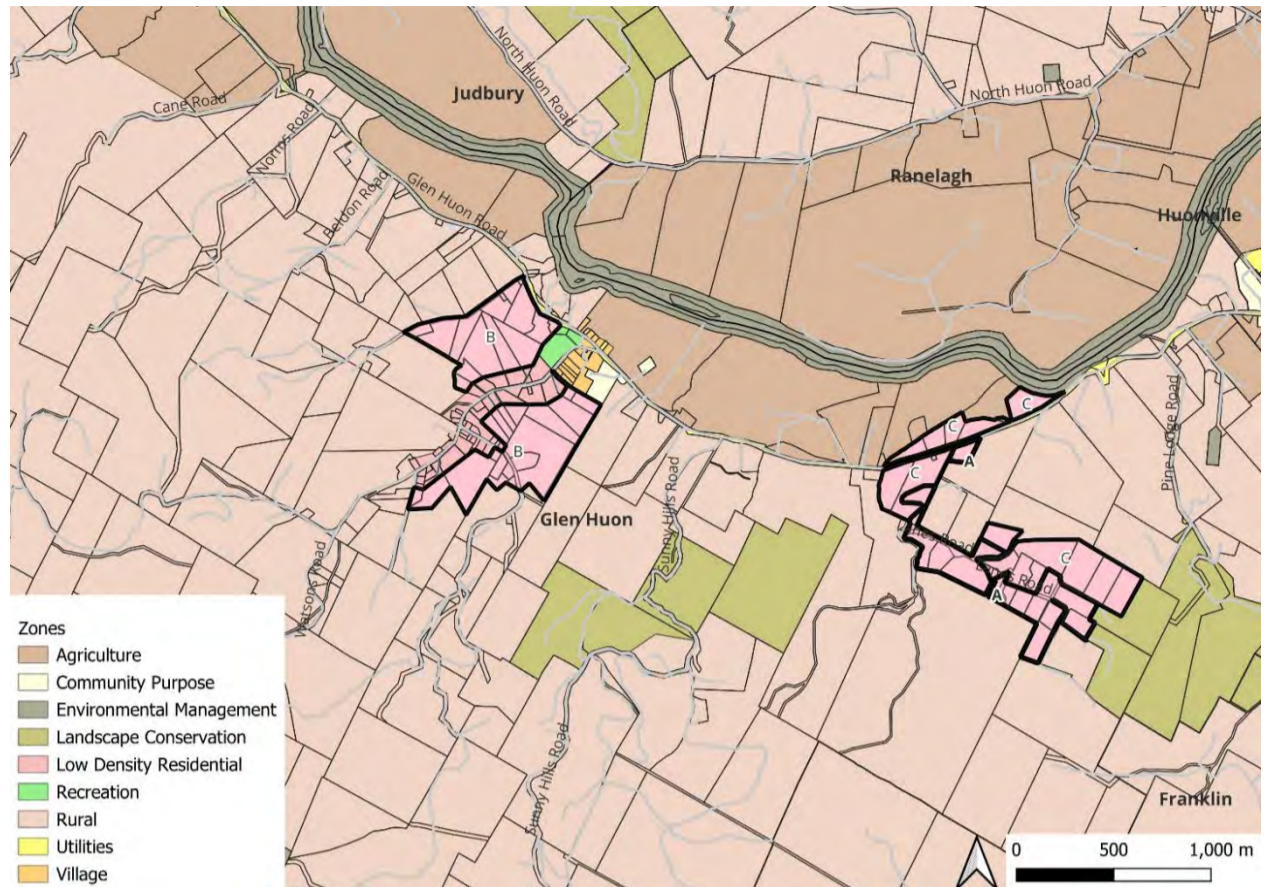 North Huon Road
Cane Road
Judbury
North Huon Road
Norris Road
Ranelagh
Beldon Road
Glen Huon Road
Huonville
B
C
C
Pine Lodge Road
A
B
C
Glen Huon
Sunny Hills Road
Road
C
Road
A
Watsons Road
Zones
Agriculture
Community Purpose
Environmental Management
Landscape Conservation
Low Density Residential
Recreation
Rural
Utilities
Village
Sunny Hills Road
Franklin
0 500 1,000 m